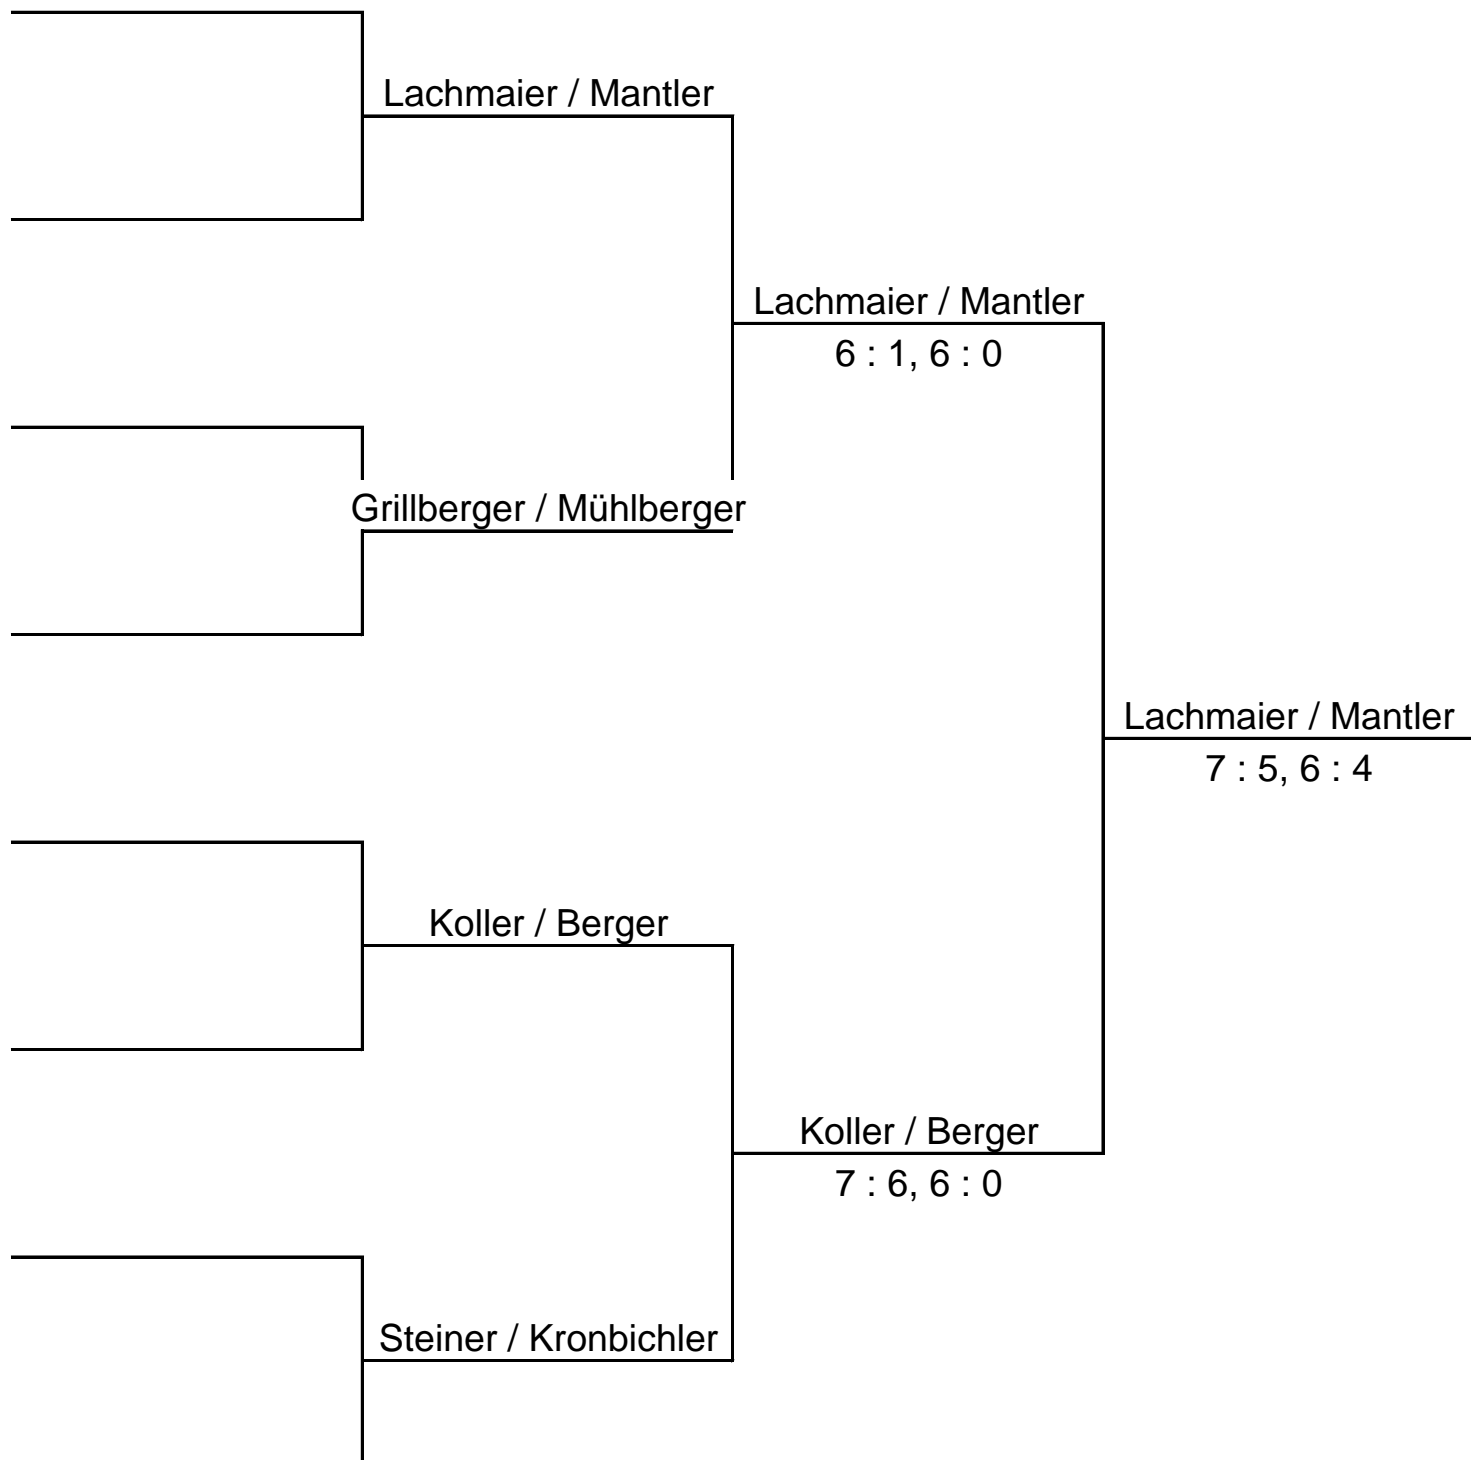 Lachmaier / Mantler
Lachmaier / Mantler
6 : 1, 6 : 0
Grillberger / Mühlberger
Lachmaier / Mantler
7 : 5, 6 : 4
Koller / Berger
Koller / Berger
7 : 6, 6 : 0
Steiner / Kronbichler